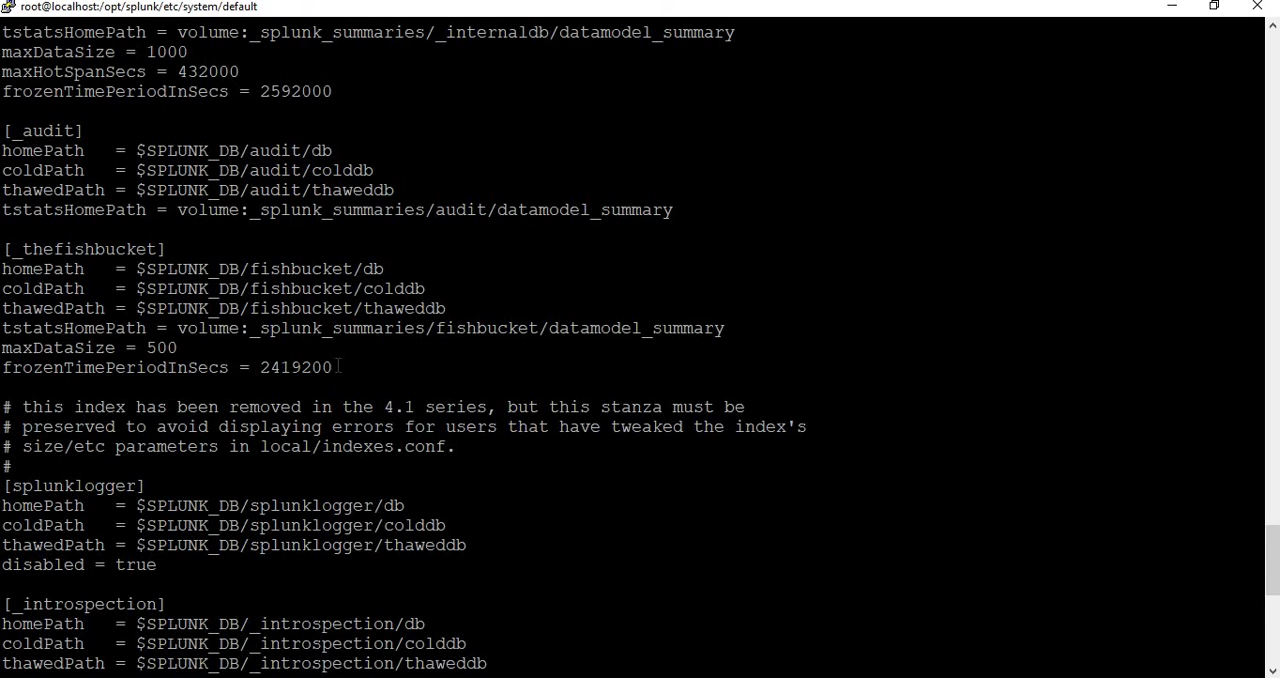 root@localhost:/opt/splunk/etc/system/default
tstatsHomePath = volume:_splunk_summaries/_internaldb/datamodel_summary
maxDataSize = 1000
maxHotSpanSecs = 432000
frozenTimePeriodInSecs = 2592000
[_audit]
homePath   = $SPLUNK_DB/audit/db
coldPath   = $SPLUNK_DB/audit/colddb
thawedPath = $SPLUNK_DB/audit/thaweddb
tstatsHomePath = volume:_splunk_summaries/audit/datamodel_summary
[_thefishbucket]
homePath   = $SPLUNK_DB/fishbucket/db
coldPath   = $SPLUNK_DB/fishbucket/colddb
thawedPath = $SPLUNK_DB/fishbucket/thaweddb
tstatsHomePath = volume:_splunk_summaries/fishbucket/datamodel_summary
maxDataSize = 500
frozenTimePeriodInSecs = 2419200
# this index has been removed in the 4.1 series, but this stanza must be
# preserved to avoid displaying errors for users that have tweaked the index's
# size/etc parameters in local/indexes.conf.
#
[splunklogger]
homePath   = $SPLUNK_DB/splunklogger/db
coldPath   = $SPLUNK_DB/splunklogger/colddb
thawedPath = $SPLUNK_DB/splunklogger/thaweddb
disabled = true
[_introspection]
homePath   = $SPLUNK_DB/_introspection/db
coldPath   = $SPLUNK_DB/_introspection/colddb
thawedPath = $SPLUNK_DB/_introspection/thaweddb